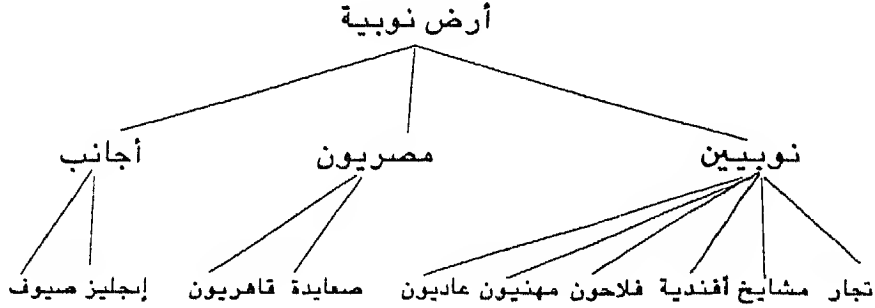 أرض نوبية
نوبيين مصريون أجانب
تجار مشايخ أفندية فلاحون مهنيون عاديون صعايدة قاهريون إنجليز صيوف